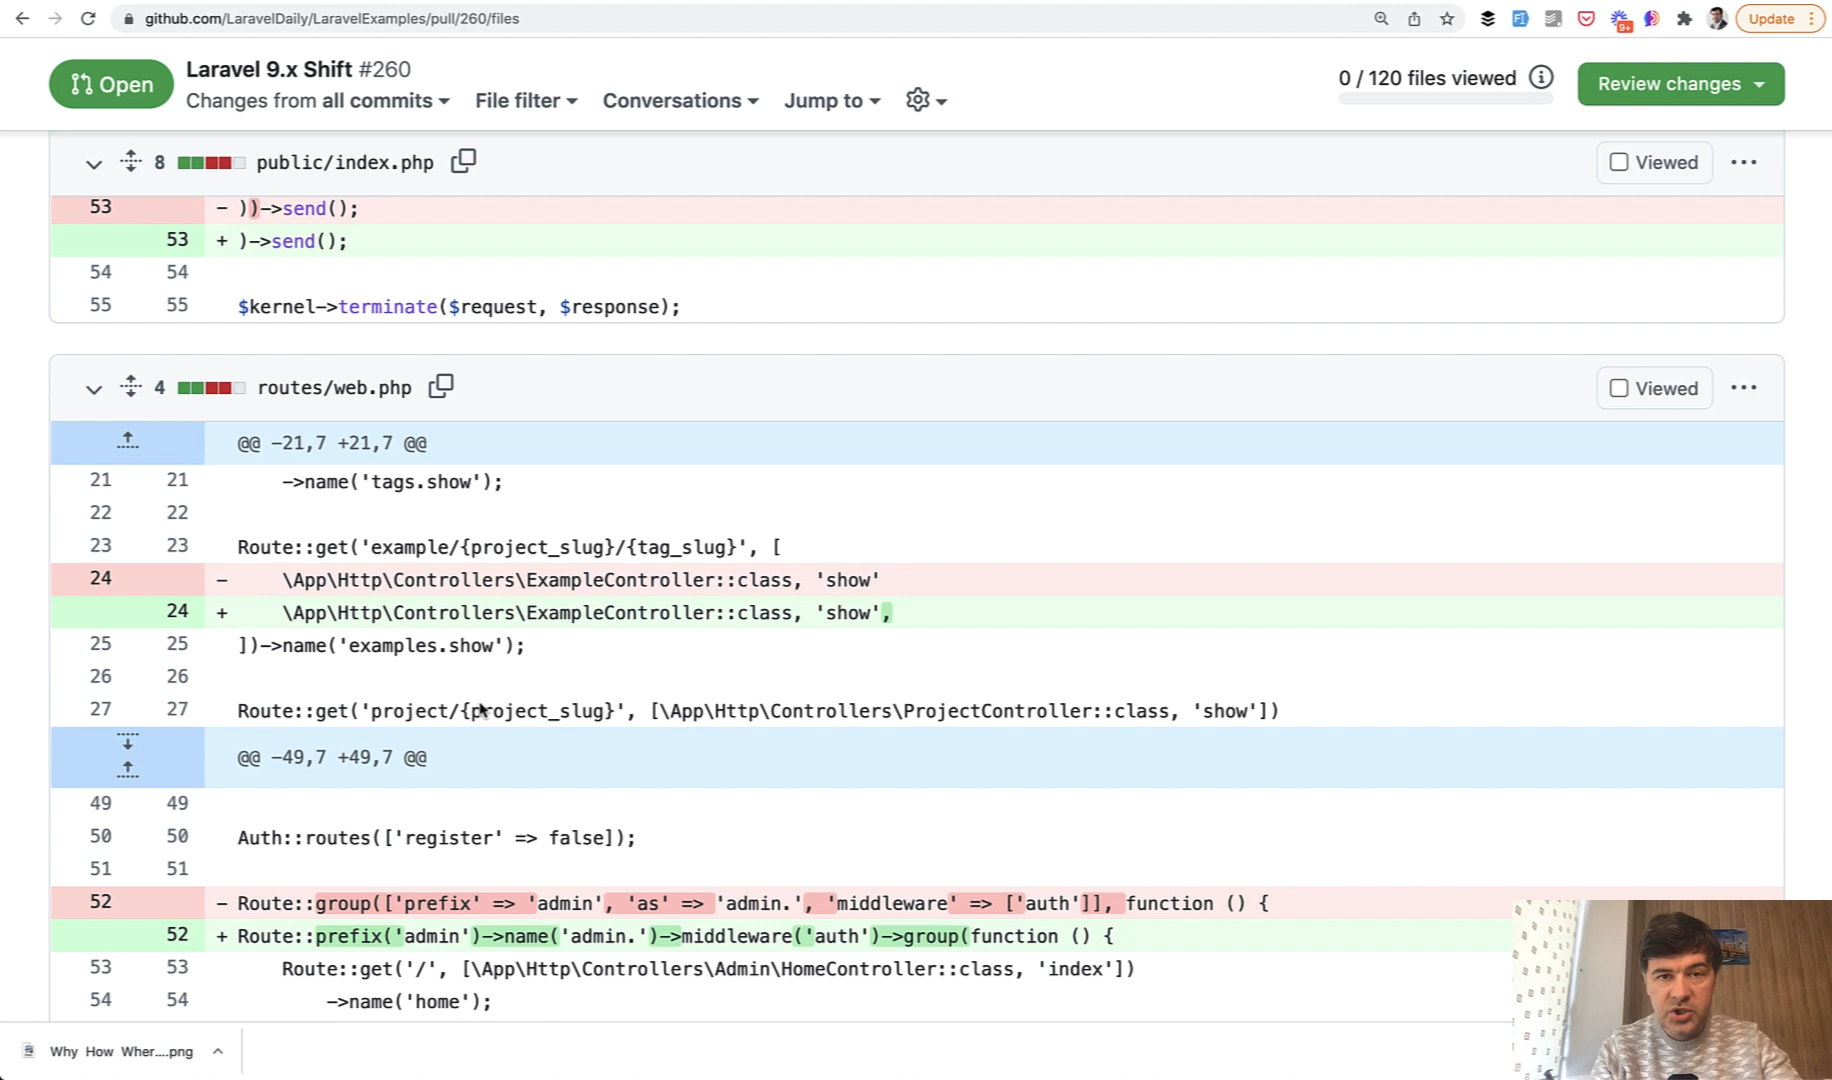 github.com/LaravelDaily/LaravelExamples/pull/260/files
9+
Update
Open
Laravel 9.x Shift #260
Changes from all commits
File filter
Conversations
Jump to
0 / 120 files viewed
Review changes
8 public/index.php
Viewed
53 - ))->send();
53 + )->send();
54 54
55 55 $kernel->terminate($request, $response);
4 routes/web.php
Viewed
@@ -21,7 +21,7 @@
21 21 ->name('tags.show');
22 22
23 23 Route::get('example/{project_slug}/{tag_slug}', [
24 - \App\Http\Controllers\ExampleController::class, 'show'
24 + \App\Http\Controllers\ExampleController::class, 'show',
25 25 ])->name('examples.show');
26 26
27 27 Route::get('project/{project_slug}', [\App\Http\Controllers\ProjectController::class, 'show'])
@@ -49,7 +49,7 @@
49 49
50 50 Auth::routes(['register' => false]);
51 51
52 - Route::group(['prefix' => 'admin', 'as' => 'admin.', 'middleware' => ['auth']], function () {
52 + Route::prefix('admin')->name('admin.')->middleware('auth')->group(function () {
53 53 Route::get('/', [\App\Http\Controllers\Admin\HomeController::class, 'index'])
54 54 ->name('home');
Why How Wher....png